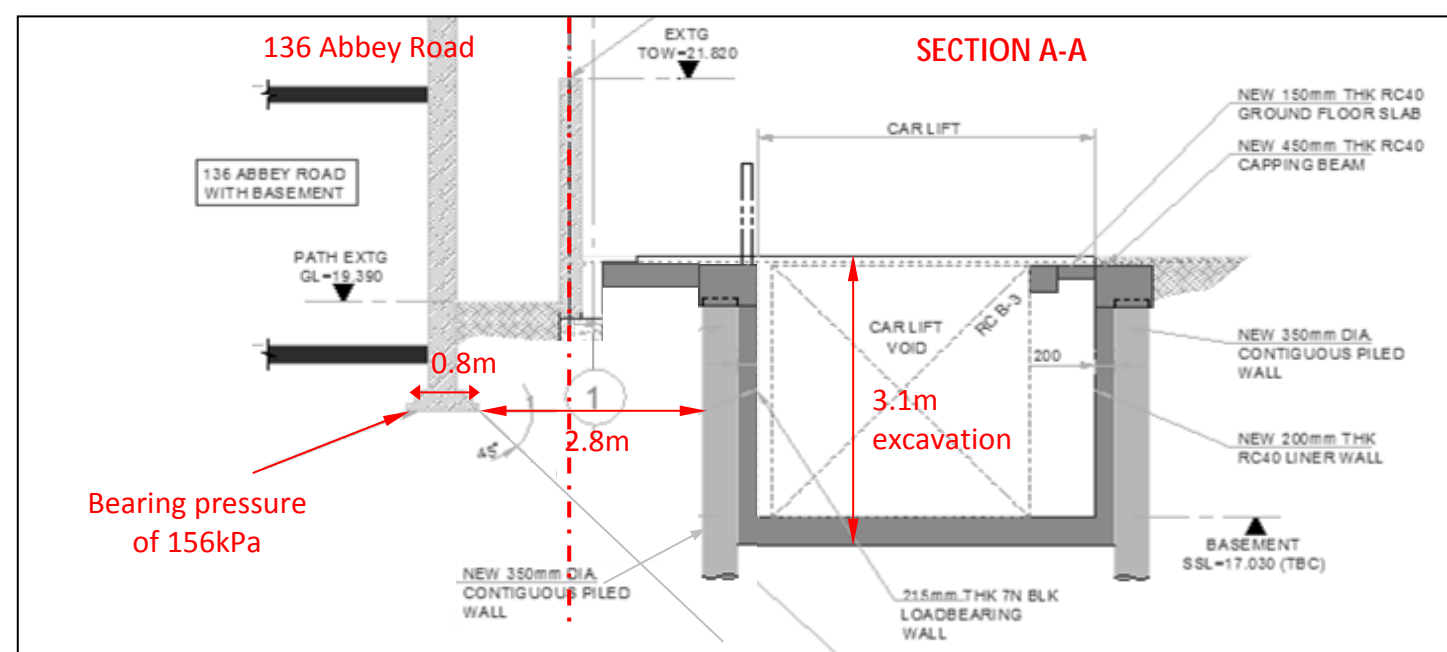 136 Abbey Road
EXTG
TOW=21.820
SECTION A-A
NEW 150mm THK RC40
GROUND FLOOR SLAB
NEW 450mm THK RC40
CAPPING BEAM
CAR LIFT
136 ABBEY ROAD
WITH BASEMENT
PATH EXTG
GL=19.390
CAR LIFT
VOID
RC B-3
200
NEW 350mm DIA.
CONTIGUOUS PILED
WALL
0.8m
1
2.8m
45°
3.1m
excavation
NEW 200mm THK
RC40 LINER WALL
Bearing pressure
of 156kPa
BASEMENT
SSL=17.030 (TBC)
NEW 350mm DIA.
CONTIGUOUS PILED
WALL
215mm THK 7N BLK
LOADBEARING
WALL